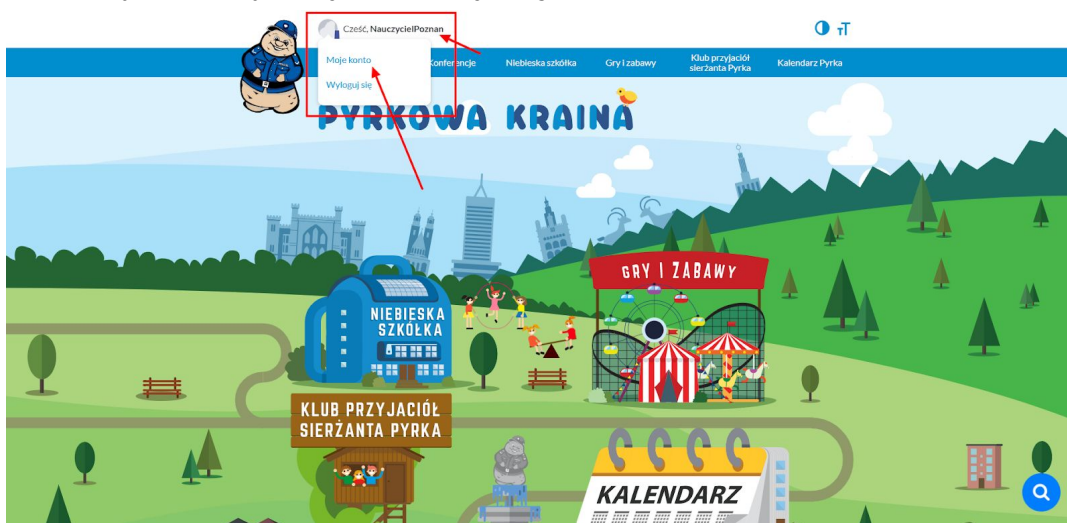 Cześć, NauczycielPoznan
Moje konto
Wyloguj się
Konferencje
Niebieska szkółka
Gry i zabawy
Klub przyjaciół
sierżanta Pyrka
Kalendarz Pyrka
TT
PYRKOWA KRAINA
GRY I ZABAWY
NIEBIESKA
SZKÓŁKA
KLUB PRZYJACIÓŁ
SIERŻANTA PYRKA
KALENDARZ